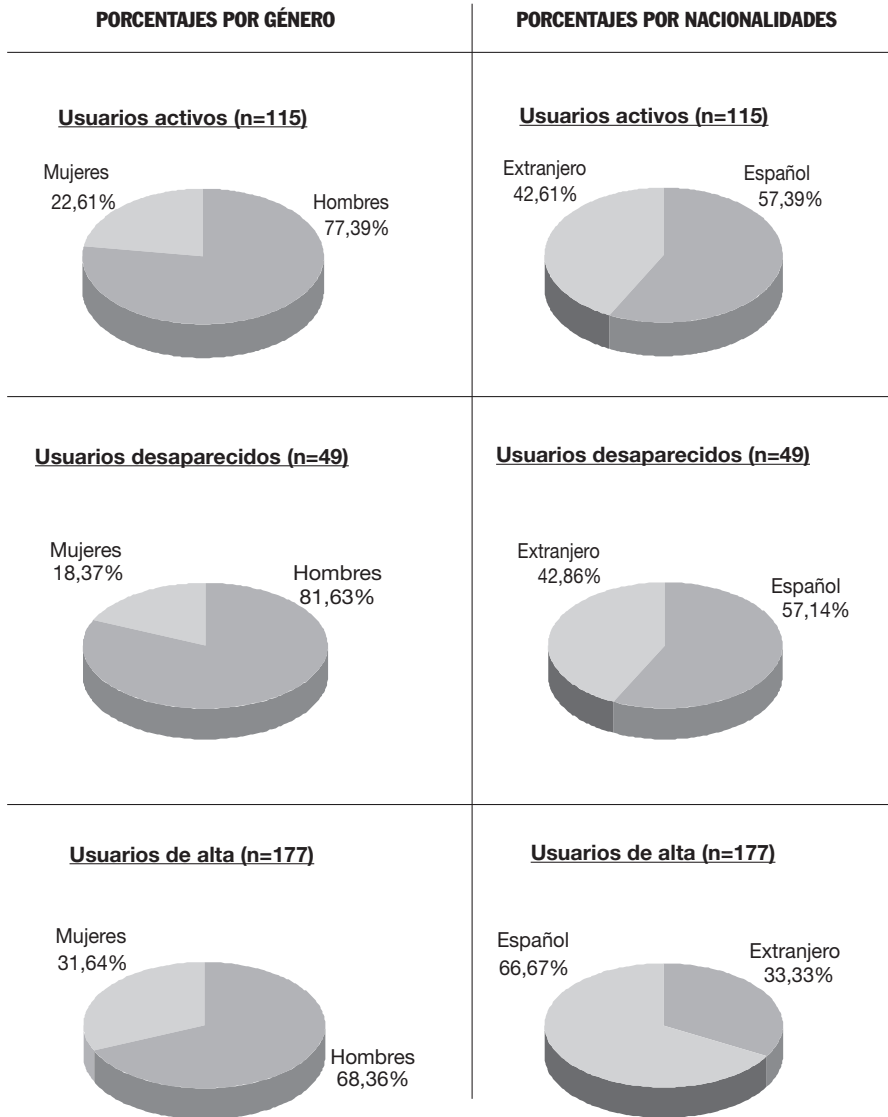 PORCENTAJES POR GÉNERO
PORCENTAJES POR NACIONALIDADES
Usuarios activos (n=115)
Mujeres
22,61%
Hombres
77,39%
Usuarios activos (n=115)
Extranjero
42,61%
Español
57,39%
Usuarios desaparecidos (n=49)
Mujeres
18,37%
Hombres
81,63%
Usuarios desaparecidos (n=49)
Extranjero
42,86%
Español
57,14%
Usuarios de alta (n=177)
Mujeres
31,64%
Hombres
68,36%
Usuarios de alta (n=177)
Español
66,67%
Extranjero
33,33%